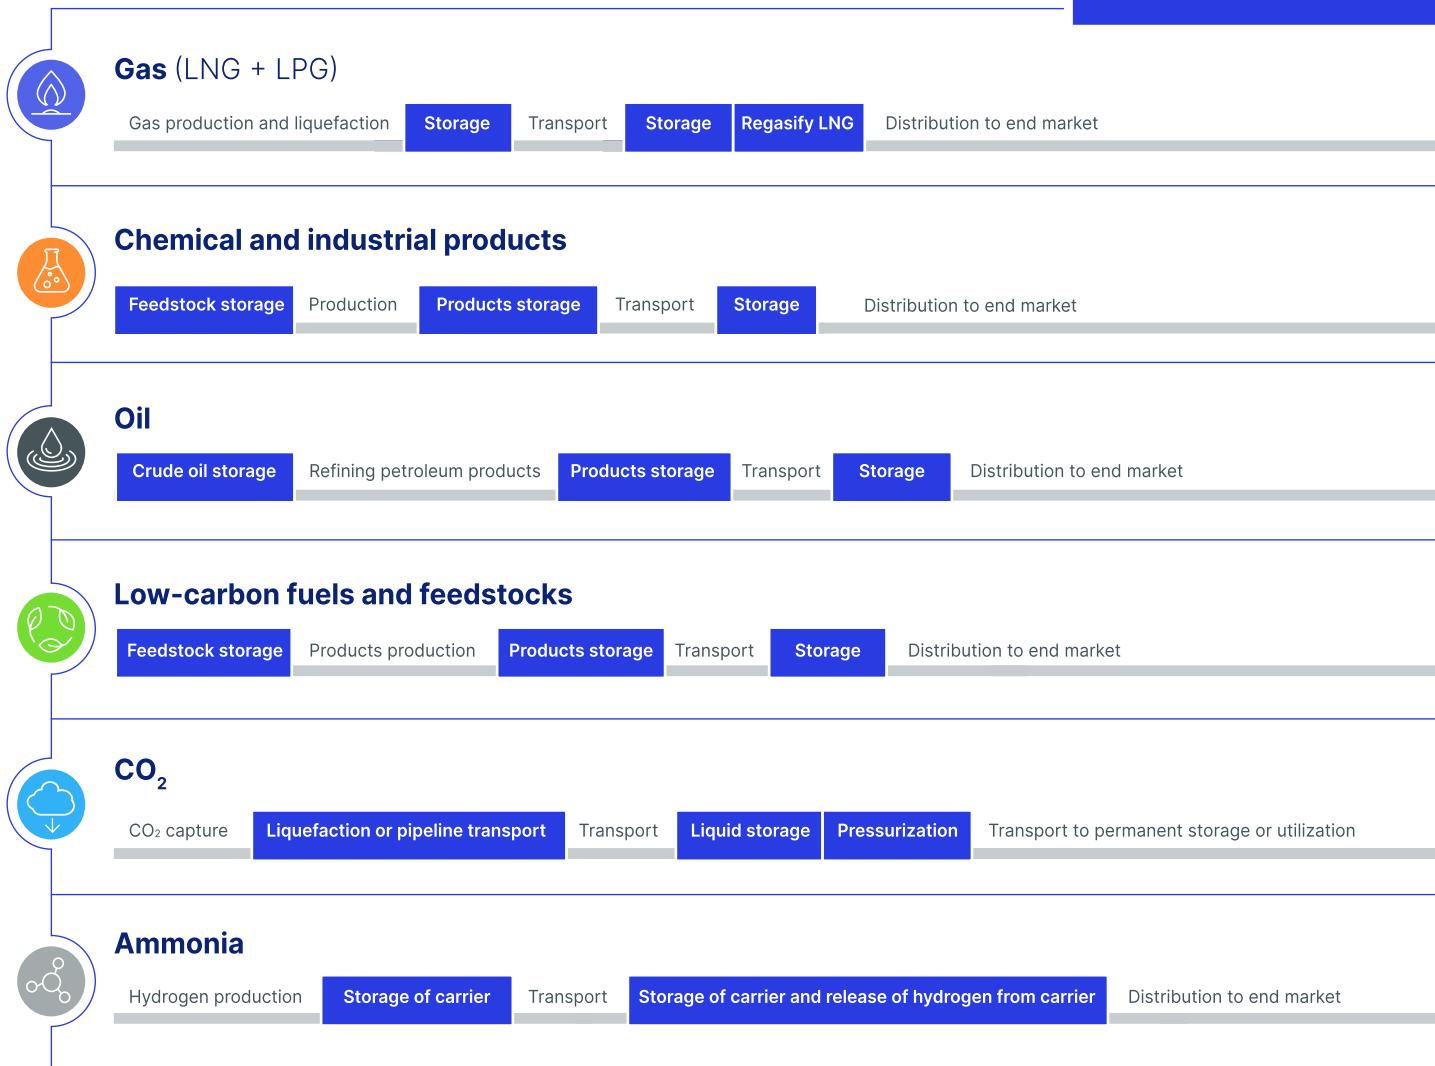 Gas (LNG + LPG)
Gas production and liquefaction Storage Transport Storage Regasify LNG Distribution to end market
Chemical and industrial products
Feedstock storage Production Products storage Transport Storage Distribution to end market
Oil
Crude oil storage Refining petroleum products Products storage Transport Storage Distribution to end market
Low-carbon fuels and feedstocks
Feedstock storage Products production Products storage Transport Storage Distribution to end market
CO₂
CO₂ capture Liquefaction or pipeline transport Transport Liquid storage Pressurization Transport to permanent storage or utilization
Ammonia
Hydrogen production Storage of carrier Transport Storage of carrier and release of hydrogen from carrier Distribution to end market